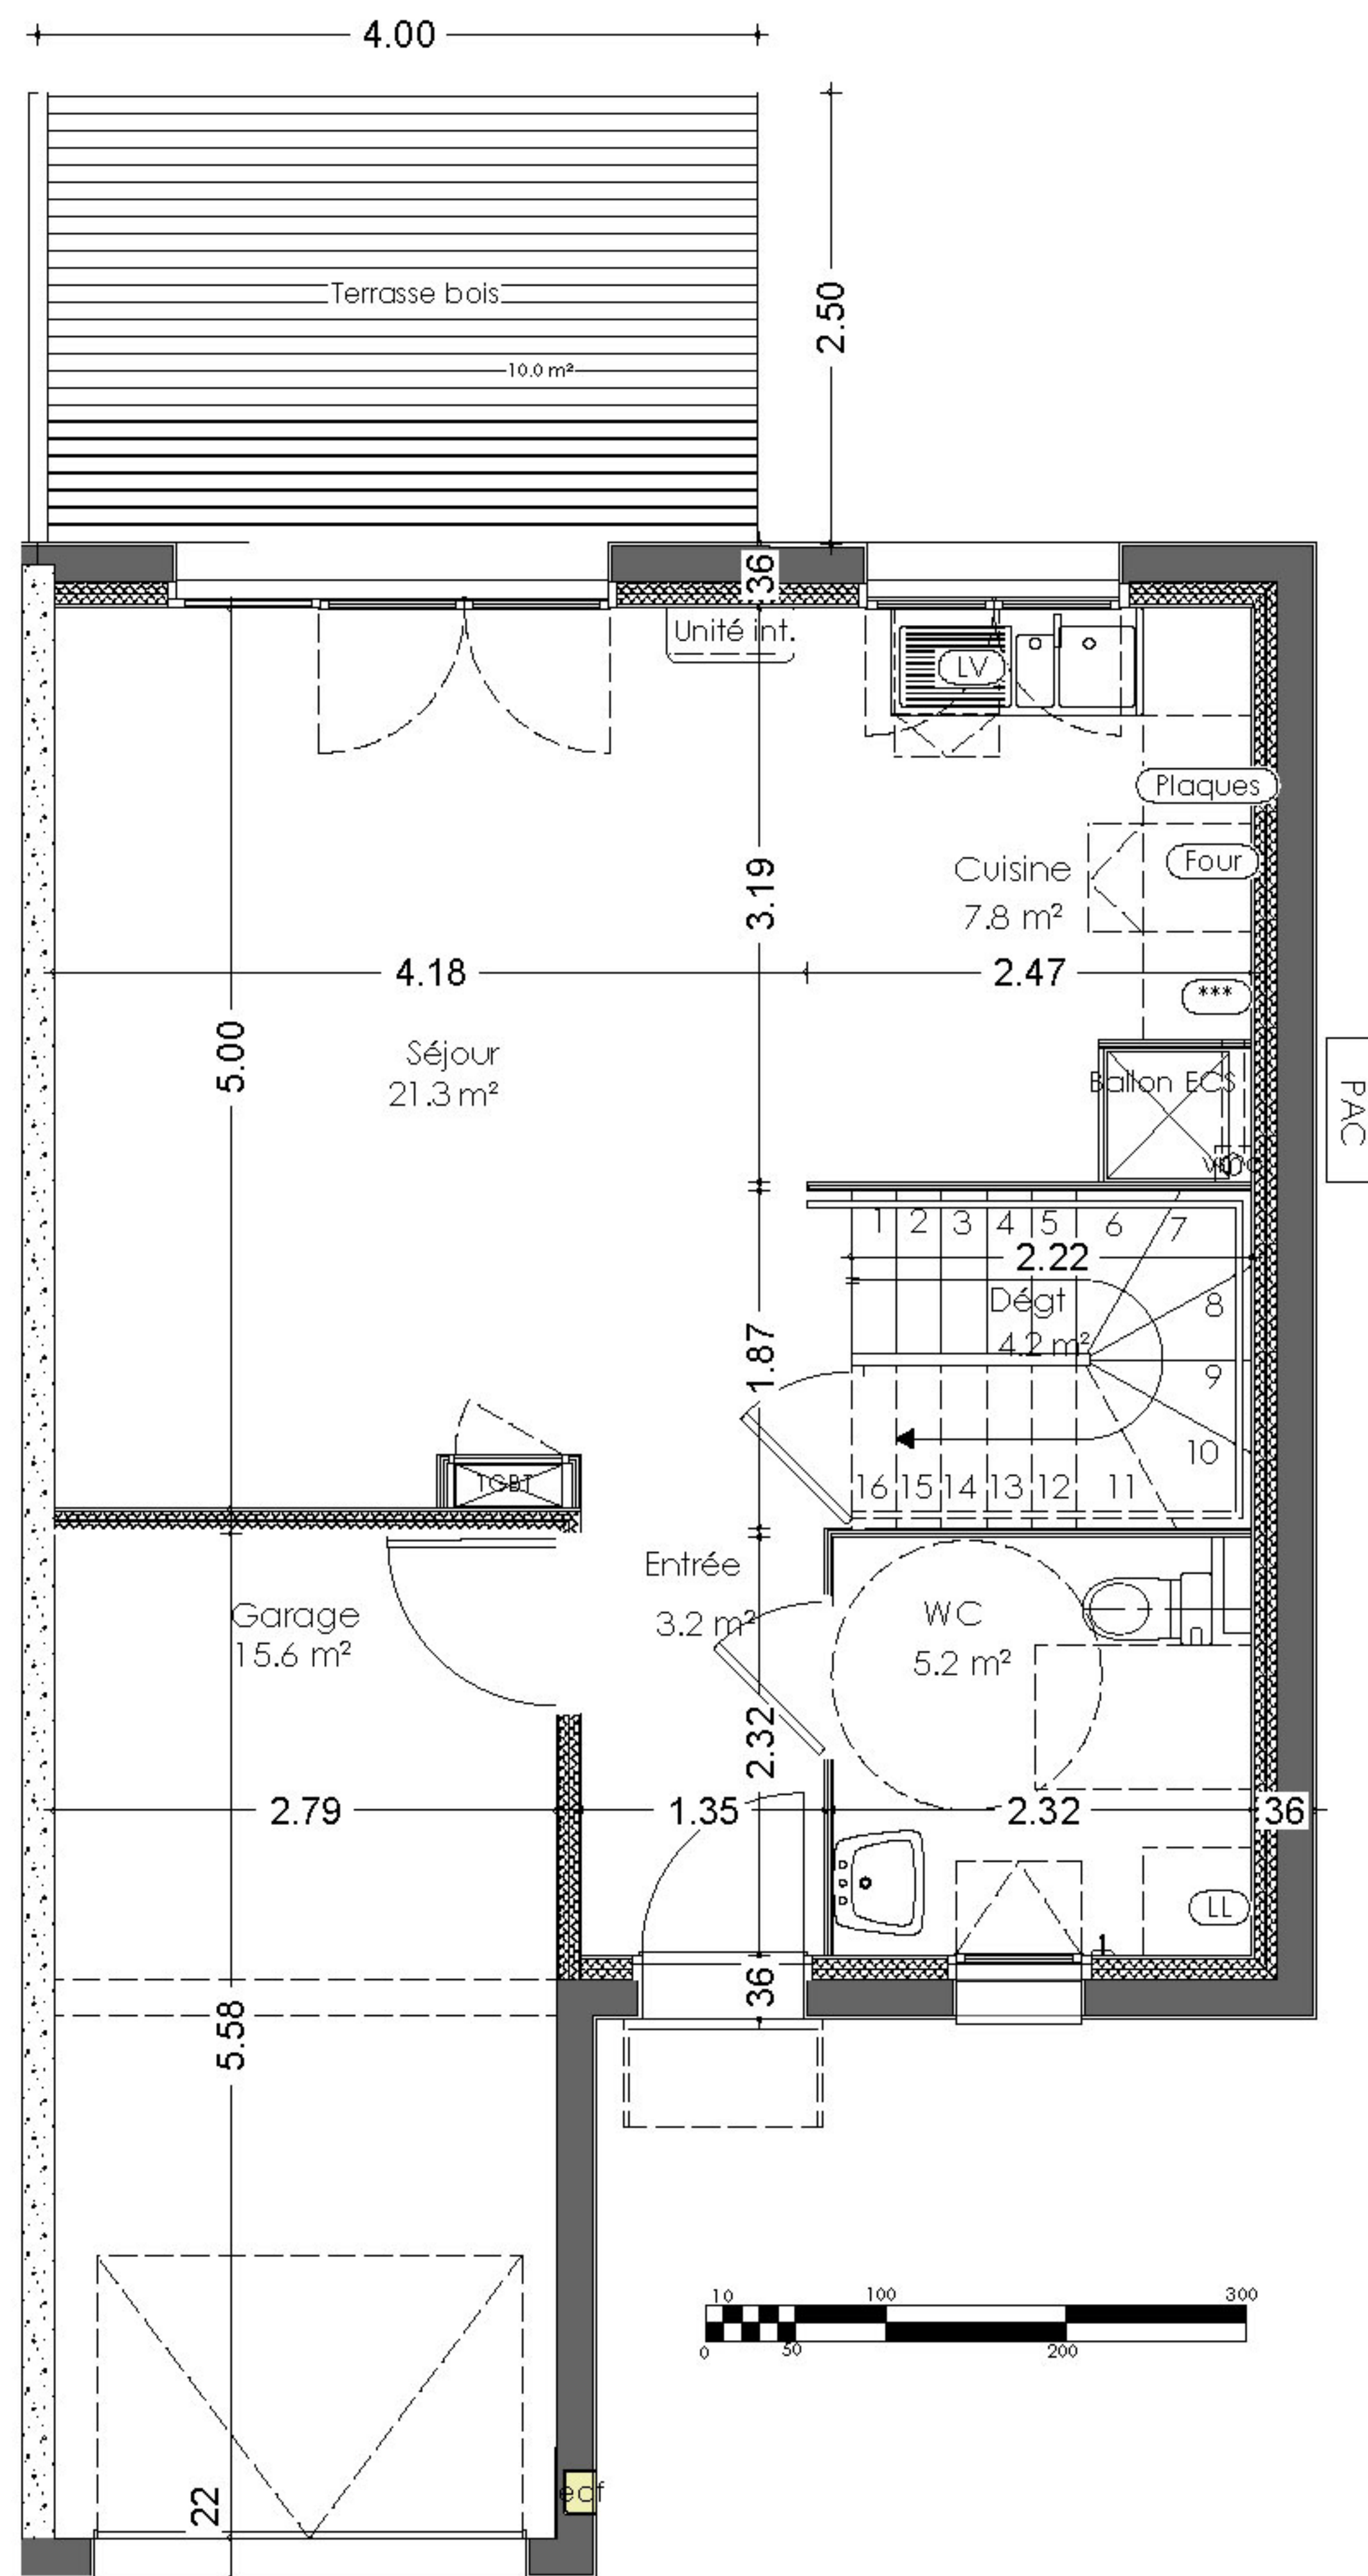 4.00
2.50
Terrasse bois
10.0 m²
36
Unité int.
LV
Plaques
Four
Cuisine
7.8 m²
3.19
4.18
2.47
***
5.00
Séjour
21.3 m²
Ballon ECS
PAC
1 2 3 4 5 6 7
2.22
Dégt
8
4.2 m²
1.87
9
10
TGBT
16 15 14 13 12 11
Entrée
3.2 m²
WC
5.2 m²
Garage
15.6 m²
2.32
2.79
1.35
2.32
36
LL
1
36
5.58
10 100 300
0 50 200
22
edf